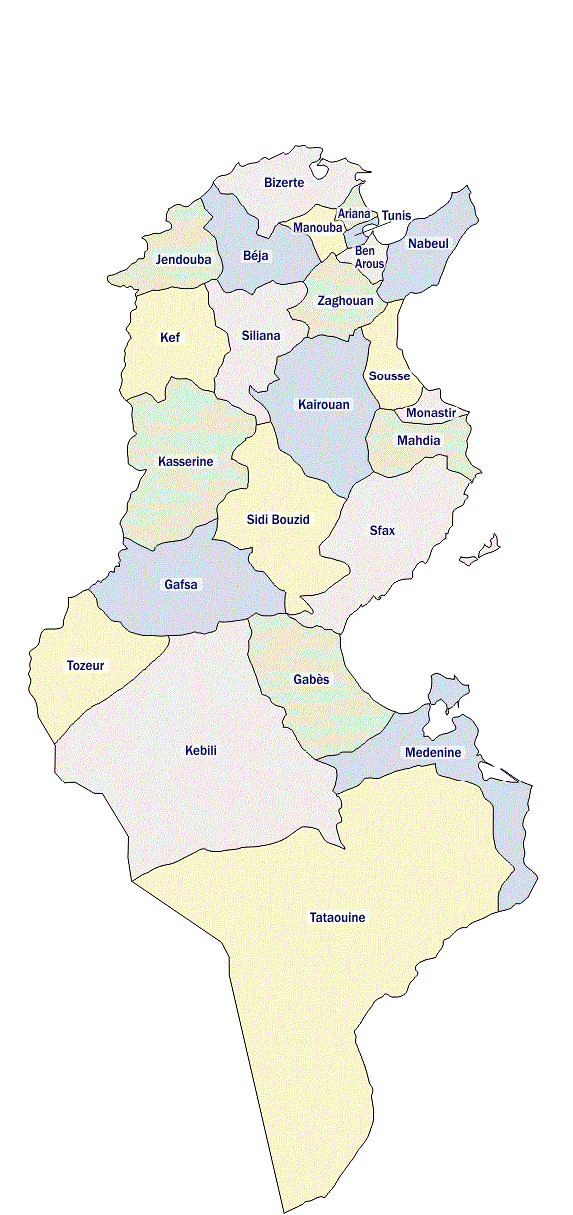 Bizerte
Ariana
Tunis
Manouba
Nabeul
Ben
Arous
Jendouba
Béja
Zaghouan
Kef
Siliana
Sousse
Kairouan
Monastir
Mahdia
Kasserine
Sidi Bouzid
Sfax
Gafsa
Tozeur
Gabès
Kebili
Medenine
Tataouine